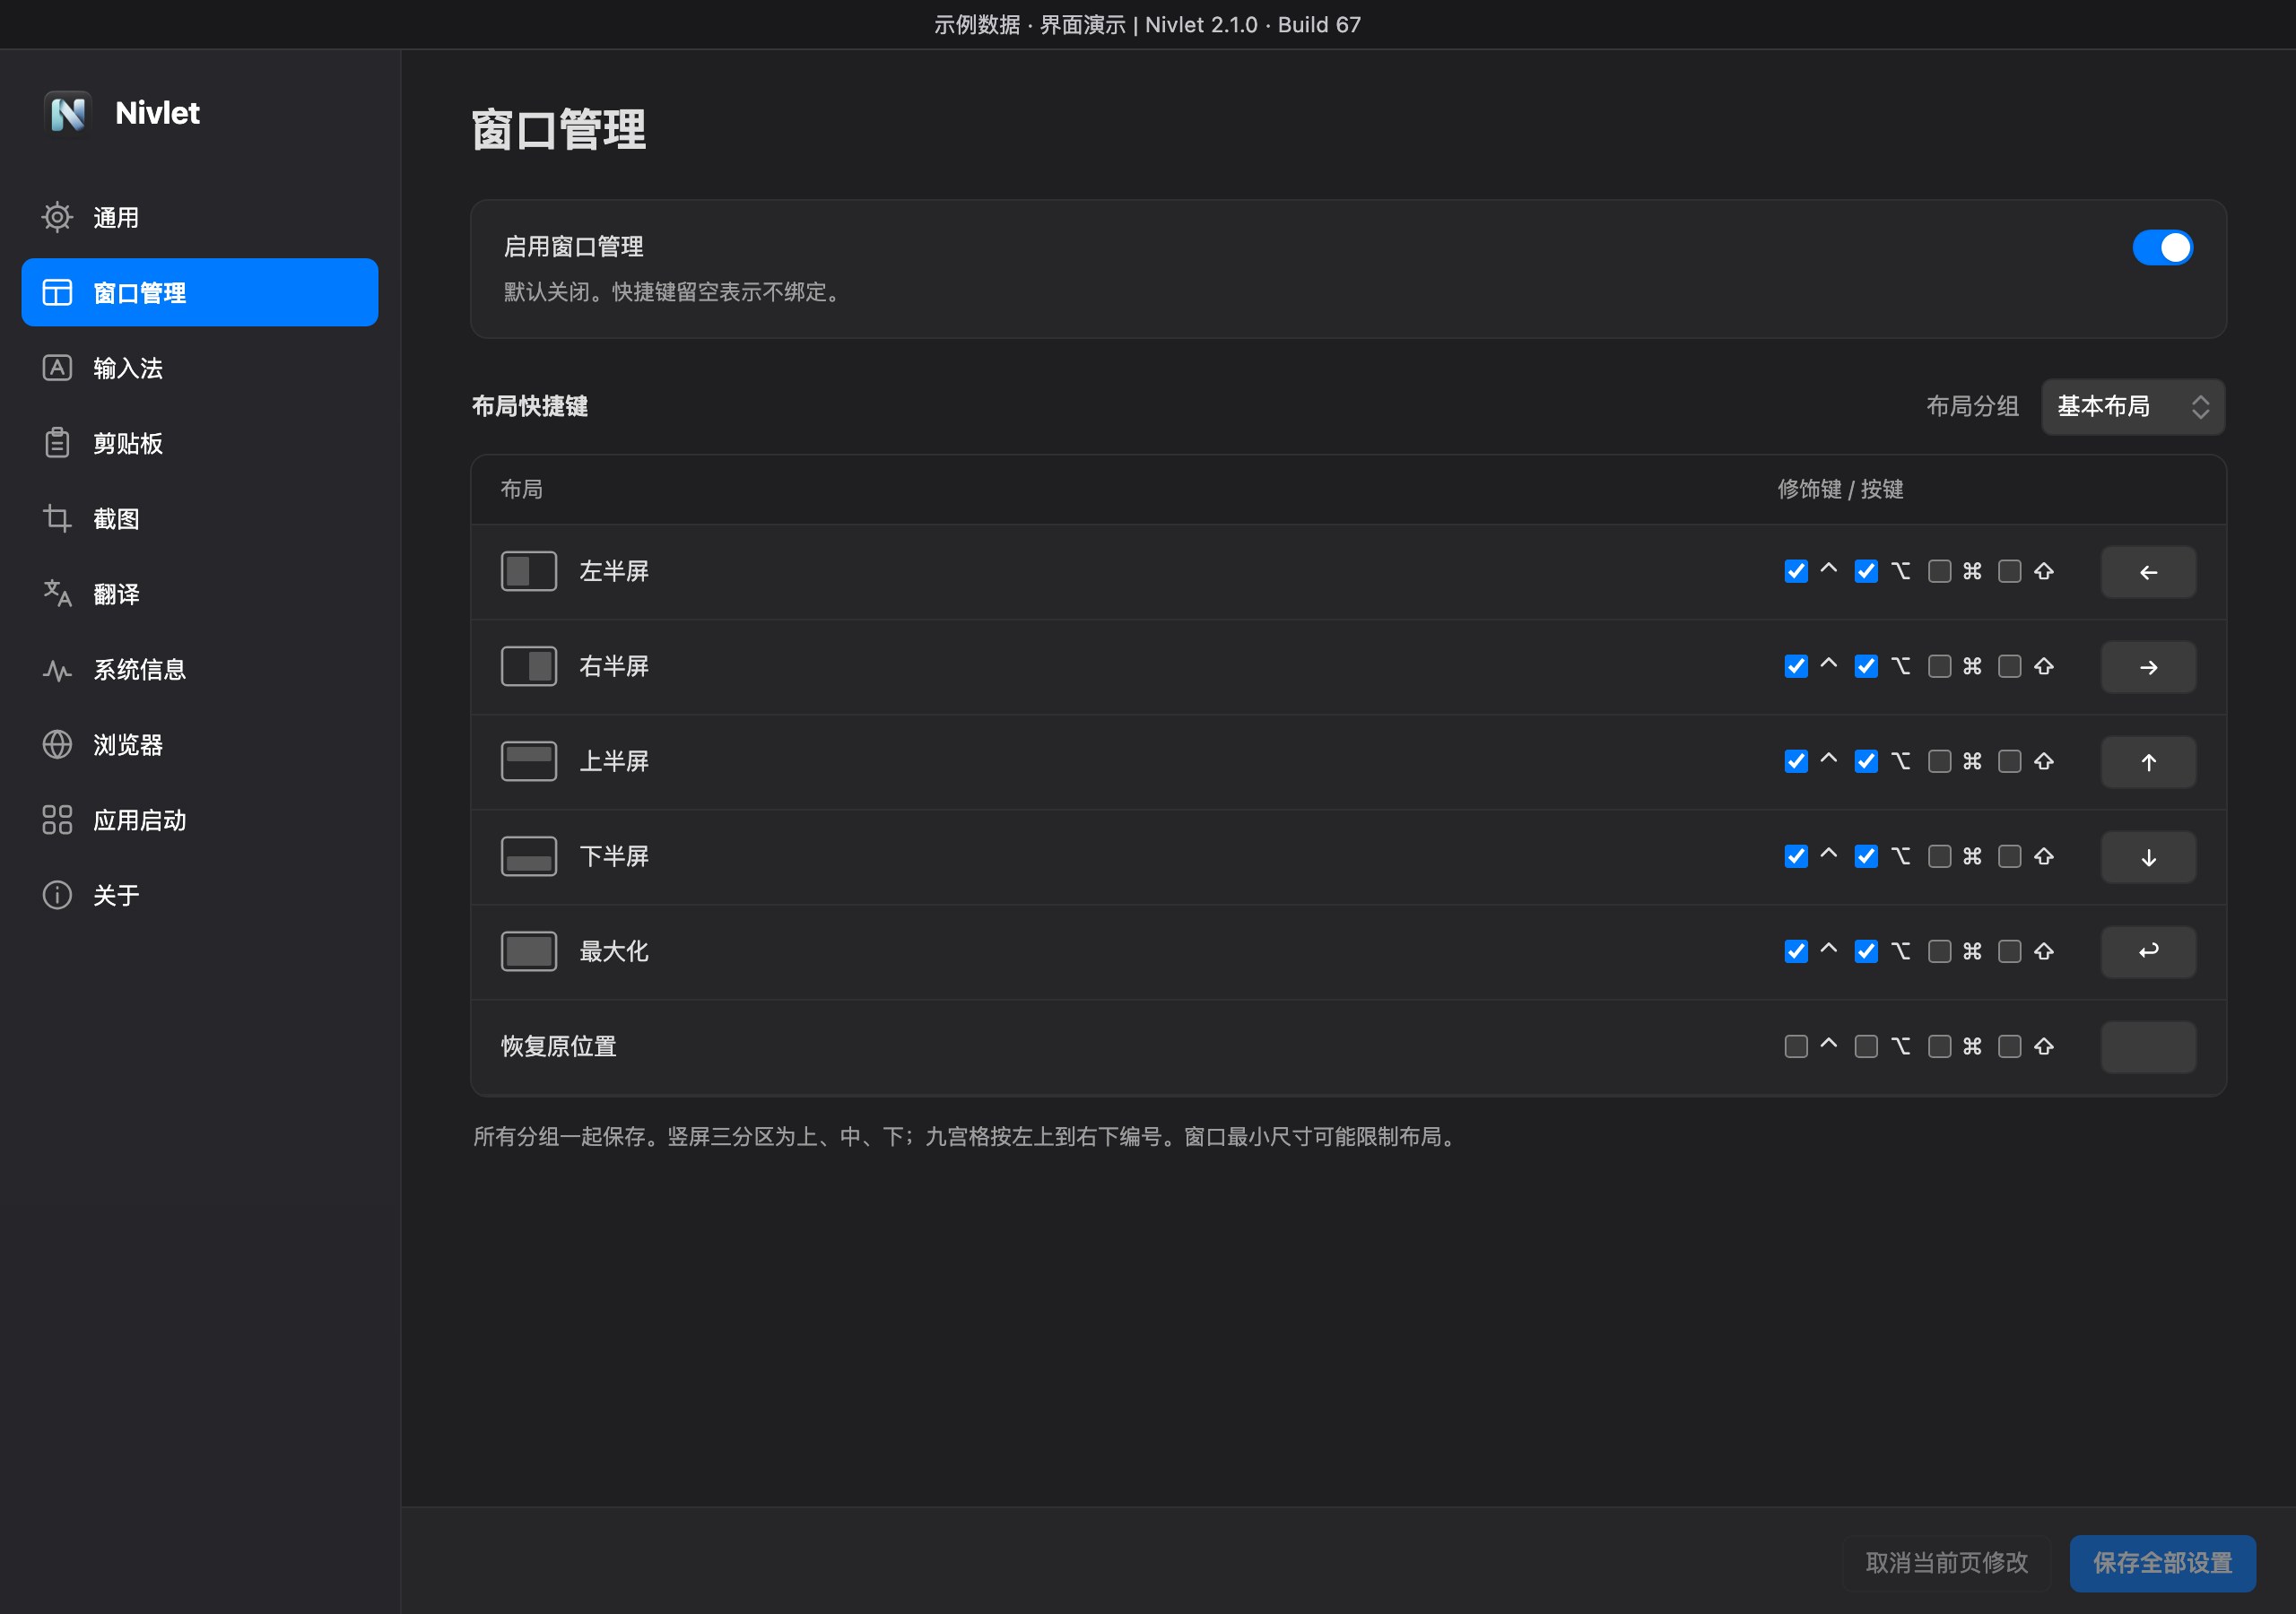 示例数据 · 界面演示 | Nivlet 2.1.0 · Build 67
Nivlet
通用
窗口管理
输入法
剪贴板
截图
翻译
系统信息
浏览器
应用启动
关于
窗口管理
启用窗口管理
默认关闭。快捷键留空表示不绑定。
布局快捷键 布局分组 基本布局
布局 修饰键 / 按键
左半屏 ^ ⌥ ⌘ ⇧ ←
右半屏 ^ ⌥ ⌘ ⇧ →
上半屏 ^ ⌥ ⌘ ⇧ ↑
下半屏 ^ ⌥ ⌘ ⇧ ↓
最大化 ^ ⌥ ⌘ ⇧ ↩
恢复原位置 ^ ⌥ ⌘ ⇧
所有分组一起保存。竖屏三分区为上、中、下；九宫格按左上到右下编号。窗口最小尺寸可能限制布局。
取消当前页修改 保存全部设置